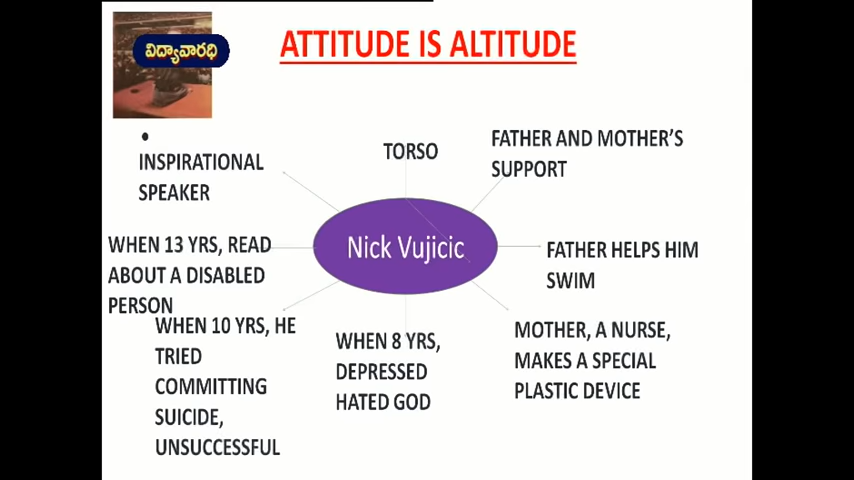 విద్యావారధి
ATTITUDE IS ALTITUDE
• INSPIRATIONAL
SPEAKER
TORSO
FATHER AND MOTHER'S
SUPPORT
WHEN 13 YRS, READ
ABOUT A DISABLED
PERSON
Nick Vujicic
FATHER HELPS HIM
SWIM
WHEN 10 YRS, HE
TRIED
COMMITTING
SUICIDE,
UNSUCCESSFUL
WHEN 8 YRS,
DEPRESSED
HATED GOD
MOTHER, A NURSE,
MAKES A SPECIAL
PLASTIC DEVICE